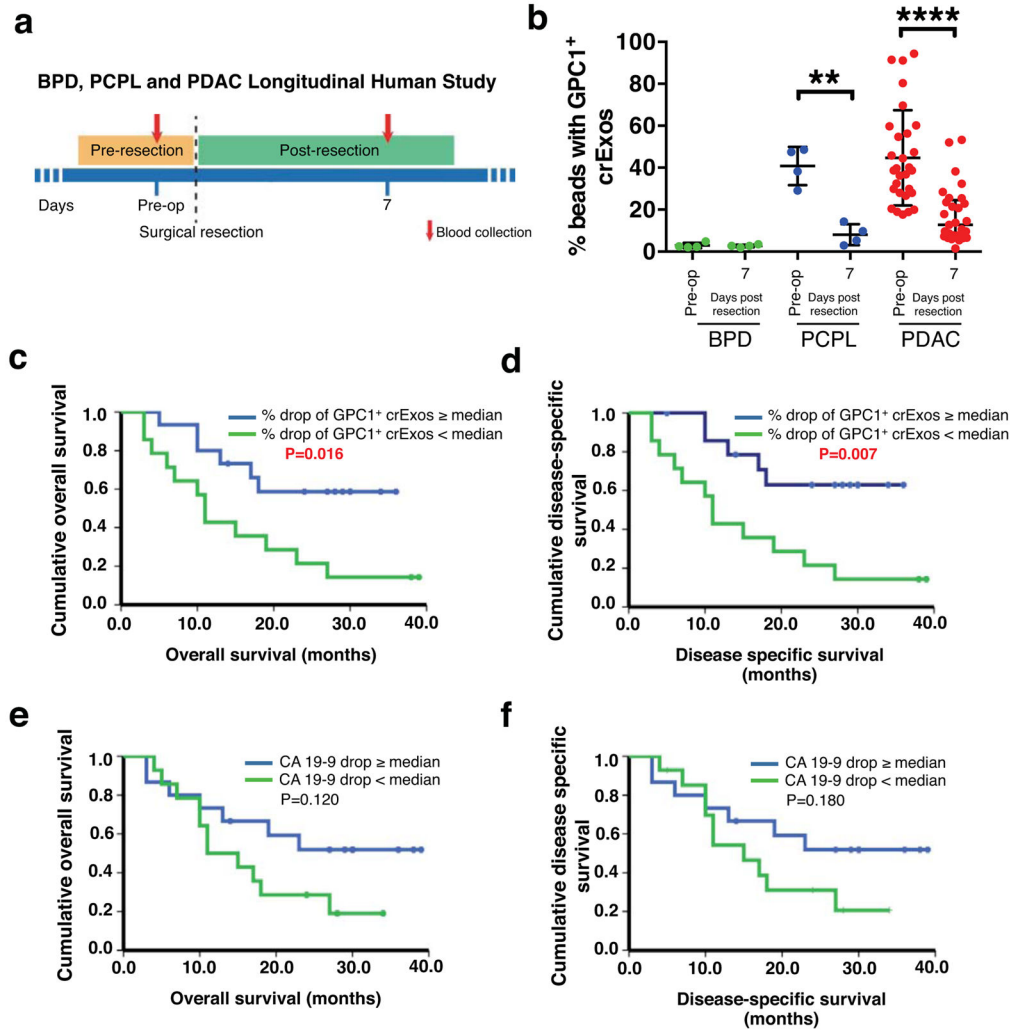 a
BPD, PCPL and PDAC Longitudinal Human Study
Pre-resection
Post-resection
Days
Pre-op
7
Surgical resection
Blood collection
b
% beads with GPC1+
crExos
100
80
60
40
20
0
**
****
Pre-op
7
Days post
resection
BPD
Pre-op
7
Days post
resection
PCPL
Pre-op
7
Days post
resection
PDAC
c
Cumulative overall survival
1.0
0.8
0.6
0.4
0.2
0.0
% drop of GPC1+ crExos ≥ median
% drop of GPC1+ crExos < median
P=0.016
0.0 10.0 20.0 30.0 40.0
Overall survival (months)
d
Cumulative disease-specific
survival
1.0
0.8
0.6
0.4
0.2
0.0
% drop of GPC1+ crExos ≥ median
% drop of GPC1+ crExos < median
P=0.007
0.0 10.0 20.0 30.0 40.0
Disease specific survival
(months)
e
Cumulative overall survival
1.0
0.8
0.6
0.4
0.2
0.0
CA 19-9 drop ≥ median
CA 19-9 drop < median
P=0.120
0.0 10.0 20.0 30.0 40.0
Overall survival (months)
f
Cumulative disease specific
survival
1.0
0.8
0.6
0.4
0.2
0.0
CA 19-9 drop ≥ median
CA 19-9 drop < median
P=0.180
0.0 10.0 20.0 30.0 40.0
Disease-specific survival
(months)